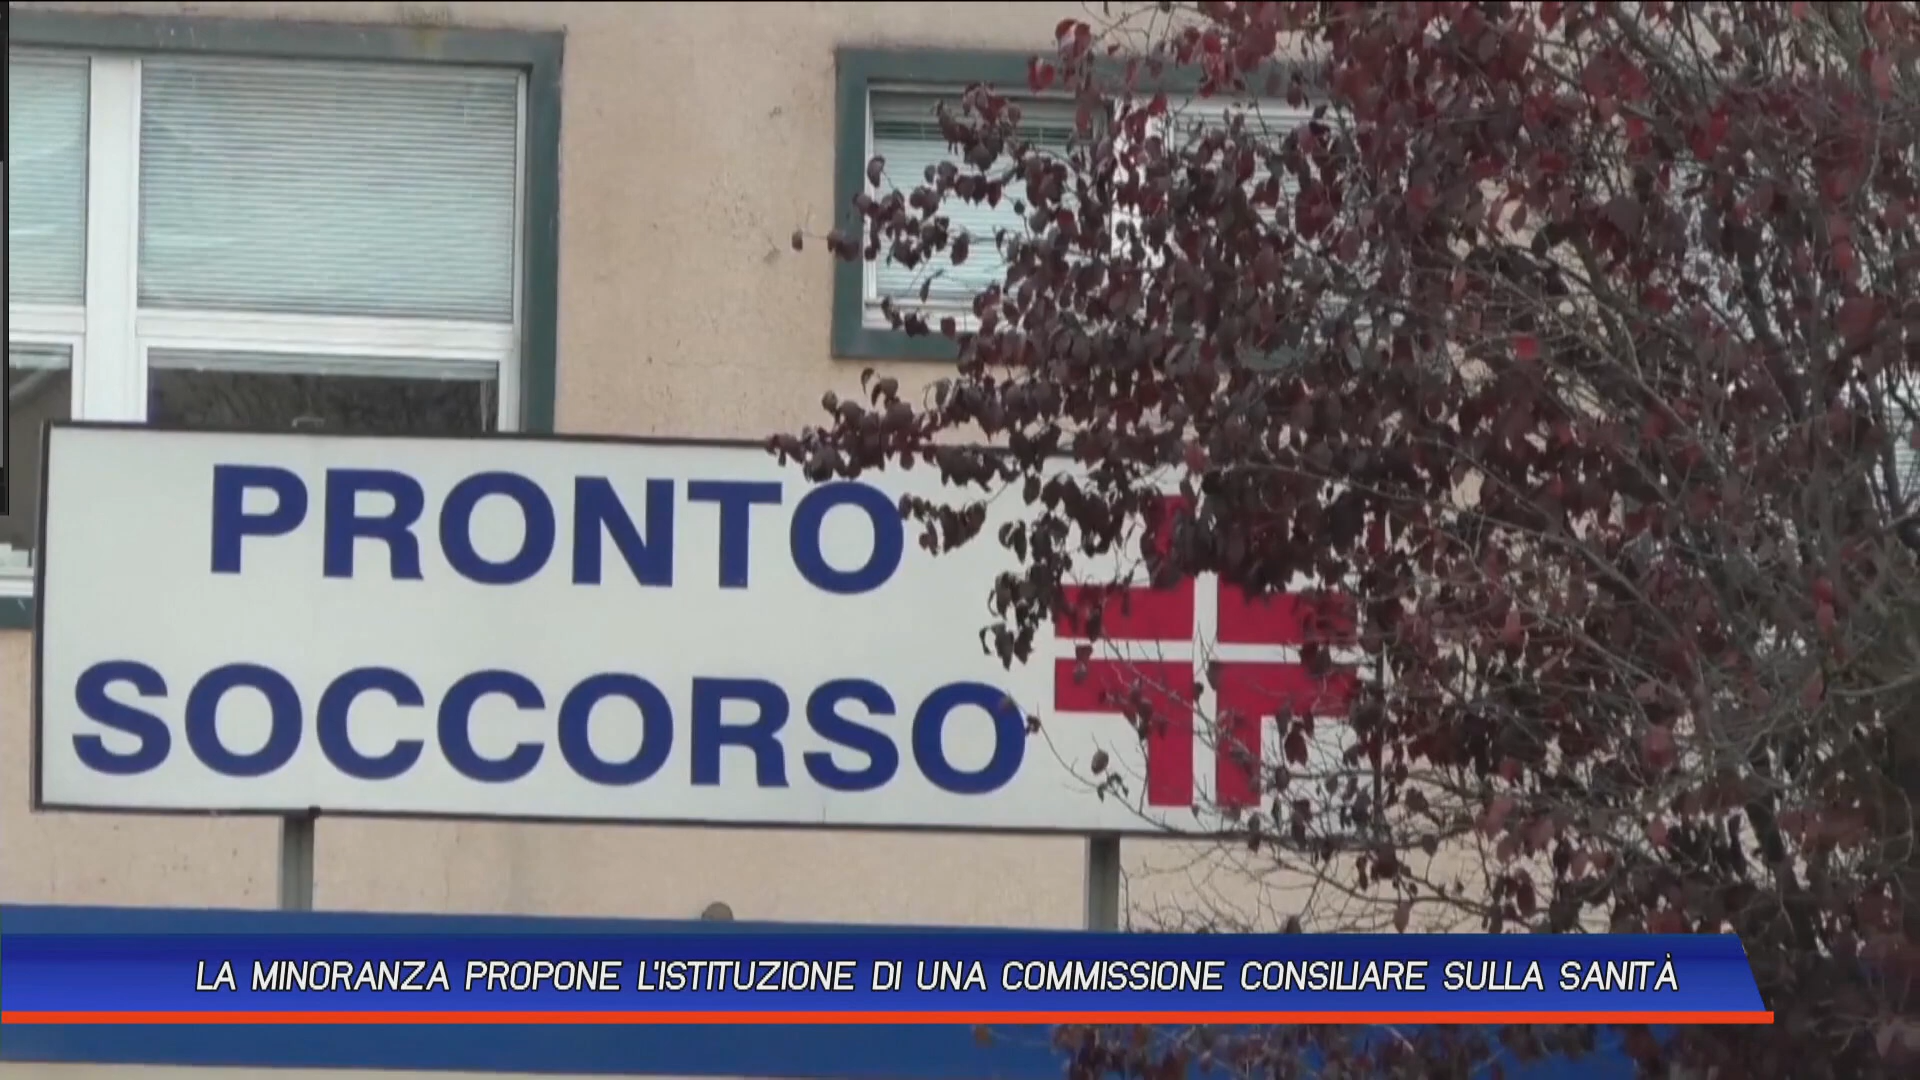 PRONTO
SOCCORSO
LA MINORANZA PROPONE L'ISTITUZIONE DI UNA COMMISSIONE CONSILIARE SULLA SANITÀ